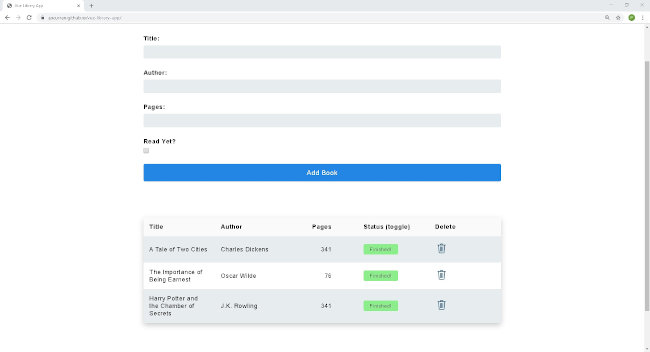 Vue Library App
Title:
Author:
Pages:
Read Yet?
Add Book
Title Author Pages Status (toggle) Delete
A Tale of Two Cities Charles Dickens 341 Finished!
The Importance of
Being Earnest Oscar Wilde 76 Finished!
Harry Potter and
the Chamber of
Secrets J.K. Rowling 341 Finished!